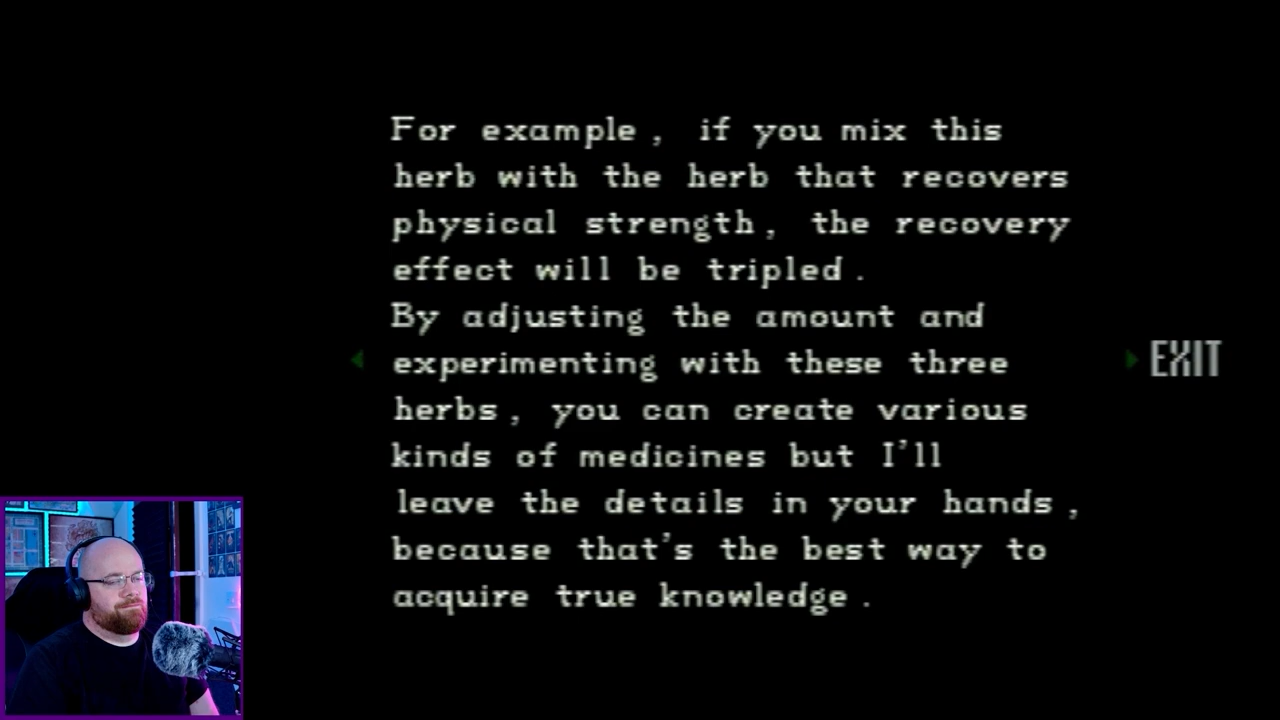 For example, if you mix this
herb with the herb that recovers
physical strength, the recovery
effect will be tripled.
By adjusting the amount and
experimenting with these three
herbs, you can create various
kinds of medicines but I'll
leave the details in your hands,
because that's the best way to
acquire true knowledge.
EXIT